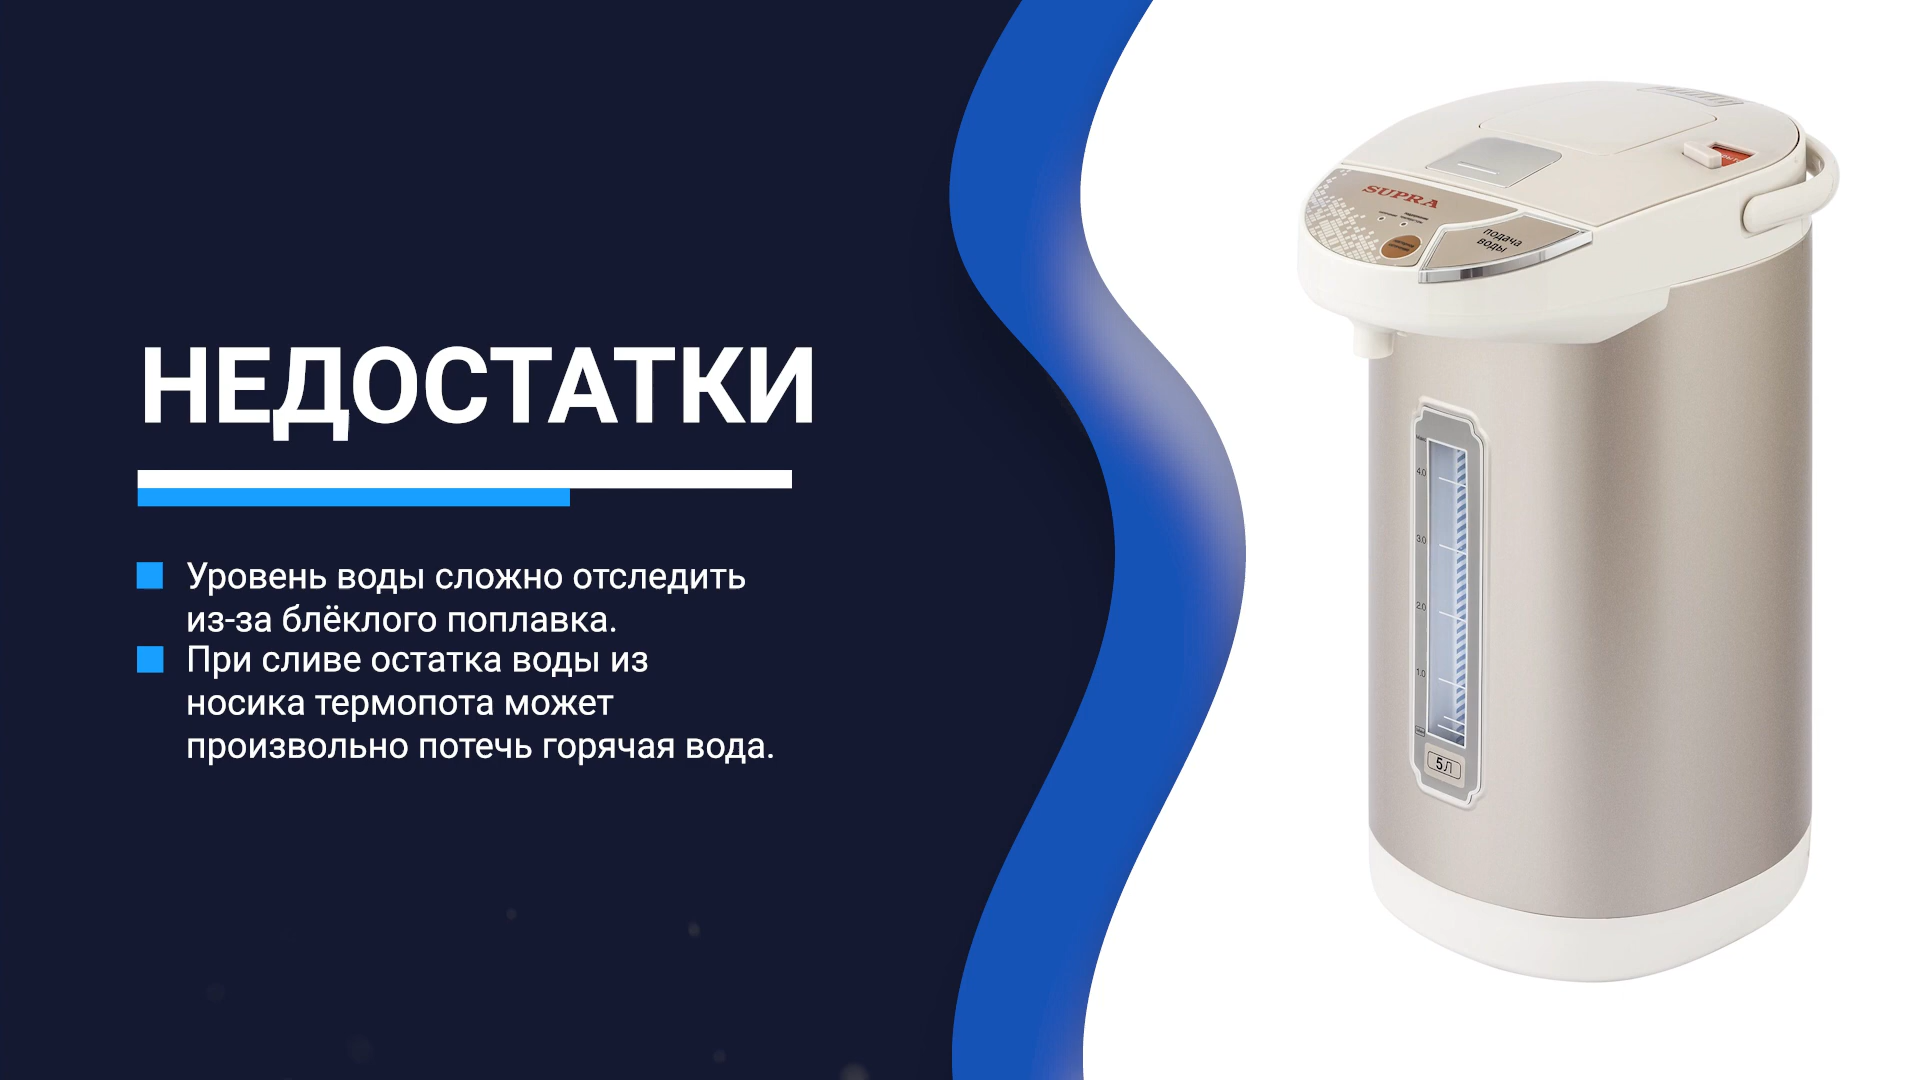 НЕДОСТАТКИ
Уровень воды сложно отследить
из-за блёклого поплавка.
При сливе остатка воды из
носика термопота может
произвольно потечь горячая вода.
SUPRA
подача
воды
4.0
3.0
2.0
1.0
5Л